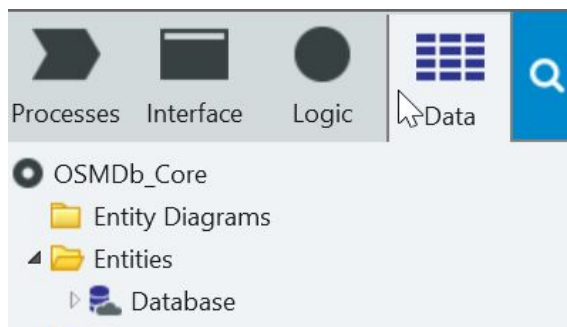 Processes Interface Logic Data
OSMDb_Core
Entity Diagrams
Entities
Database